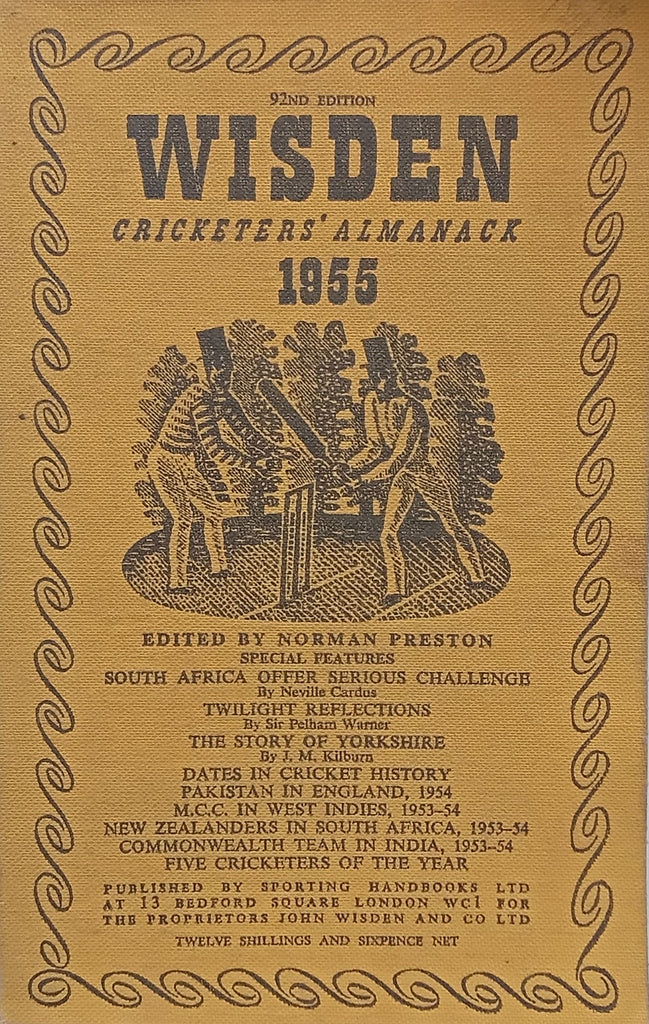 92ND EDITION
WISDEN
CRICKETERS' ALMANACK
1955
EDITED BY NORMAN PRESTON
SPECIAL FEATURES
SOUTH AFRICA OFFER SERIOUS CHALLENGE
By Neville Cardus
TWILIGHT REFLECTIONS
By Sir Pelham Warner
THE STORY OF YORKSHIRE
By J. M. Kilburn
DATES IN CRICKET HISTORY
PAKISTAN IN ENGLAND, 1954
M.C.C. IN WEST INDIES, 1953–54
NEW ZEALANDERS IN SOUTH AFRICA, 1953–54
COMMONWEALTH TEAM IN INDIA, 1953–54
FIVE CRICKETERS OF THE YEAR
PUBLISHED BY SPORTING HANDBOOKS LTD
AT 13 BEDFORD SQUARE LONDON WC1 FOR
THE PROPRIETORS JOHN WISDEN AND CO LTD
TWELVE SHILLINGS AND SIXPENCE NET